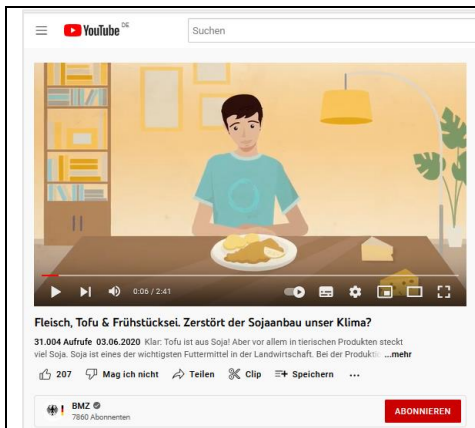 YouTube DE
Suchen
0:06 / 2:41
Fleisch, Tofu & Frühstücksei. Zerstört der Sojaanbau unser Klima?
31.004 Aufrufe 03.06.2020 Klar: Tofu ist aus Soja! Aber vor allem in tierischen Produkten steckt
viel Soja. Soja ist eines der wichtigsten Futtermittel in der Landwirtschaft. Bei der Produktic ...mehr
207 Mag ich nicht Teilen Clip Speichern ...
BMZ
7860 Abonnenten
ABONNIEREN